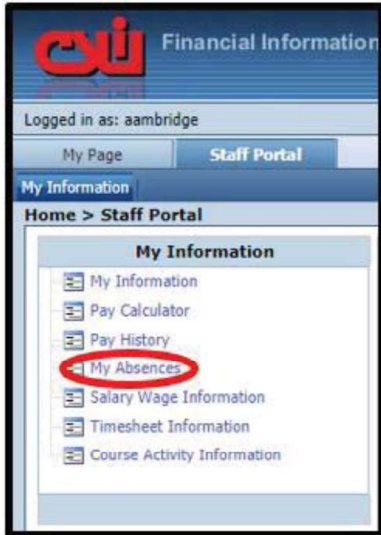 CXIU
Financial Information
Logged in as: aambridge
My Page
Staff Portal
My Information
Home > Staff Portal
My Information
My Information
Pay Calculator
Pay History
My Absences
Salary Wage Information
Timesheet Information
Course Activity Information